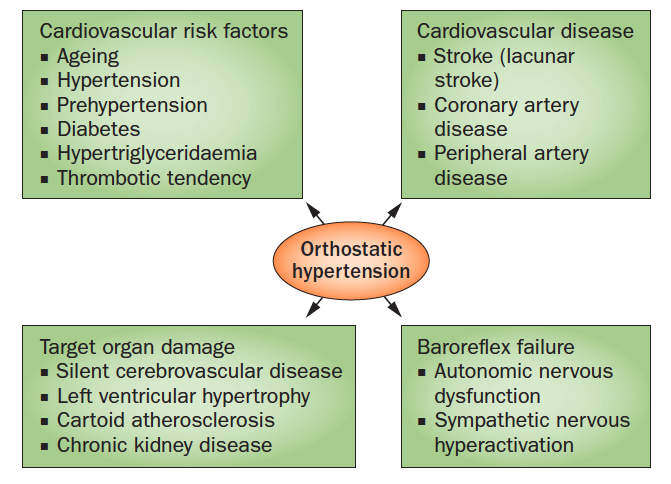 Cardiovascular risk factors
▪ Ageing
▪ Hypertension
▪ Prehypertension
▪ Diabetes
▪ Hypertriglyceridaemia
▪ Thrombotic tendency
Cardiovascular disease
▪ Stroke (lacunar
stroke)
▪ Coronary artery
disease
▪ Peripheral artery
disease
Orthostatic
hypertension
Target organ damage
▪ Silent cerebrovascular disease
▪ Left ventricular hypertrophy
▪ Cartoid atherosclerosis
▪ Chronic kidney disease
Baroreflex failure
▪ Autonomic nervous
dysfunction
▪ Sympathetic nervous
hyperactivation